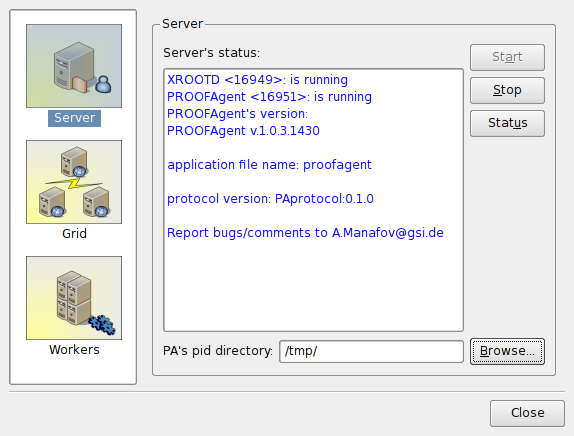 Server
Grid
Workers
Server
Server's status:
XROOTD <16949>: is running
PROOFAgent <16951>: is running
PROOFAgent's version:
PROOFAgent v.1.0.3.1430
application file name: proofagent
protocol version: PAprotocol:0.1.0
Report bugs/comments to A.Manafov@gsi.de
Start
Stop
Status
PA's pid directory: /tmp/ Browse...
Close